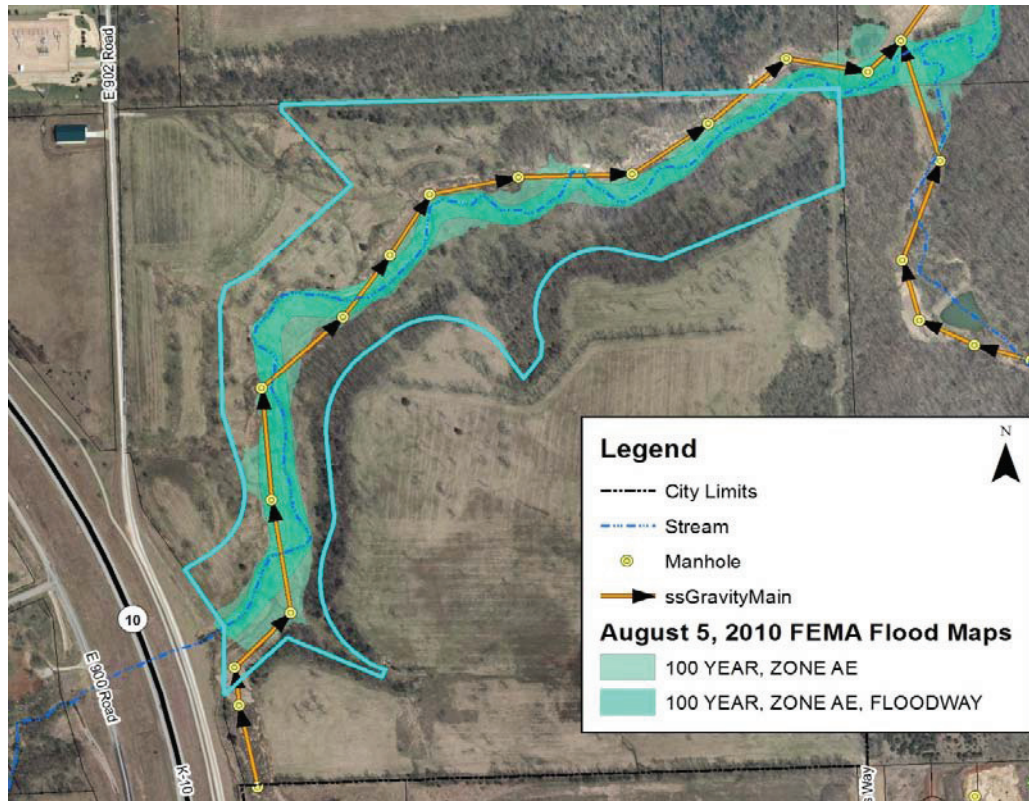 E 902 Road
N
Legend
City Limits
Stream
Manhole
ssGravityMain
August 5, 2010 FEMA Flood Maps
100 YEAR, ZONE AE
100 YEAR, ZONE AE, FLOODWAY
10
E 900 Road
K-10
Way